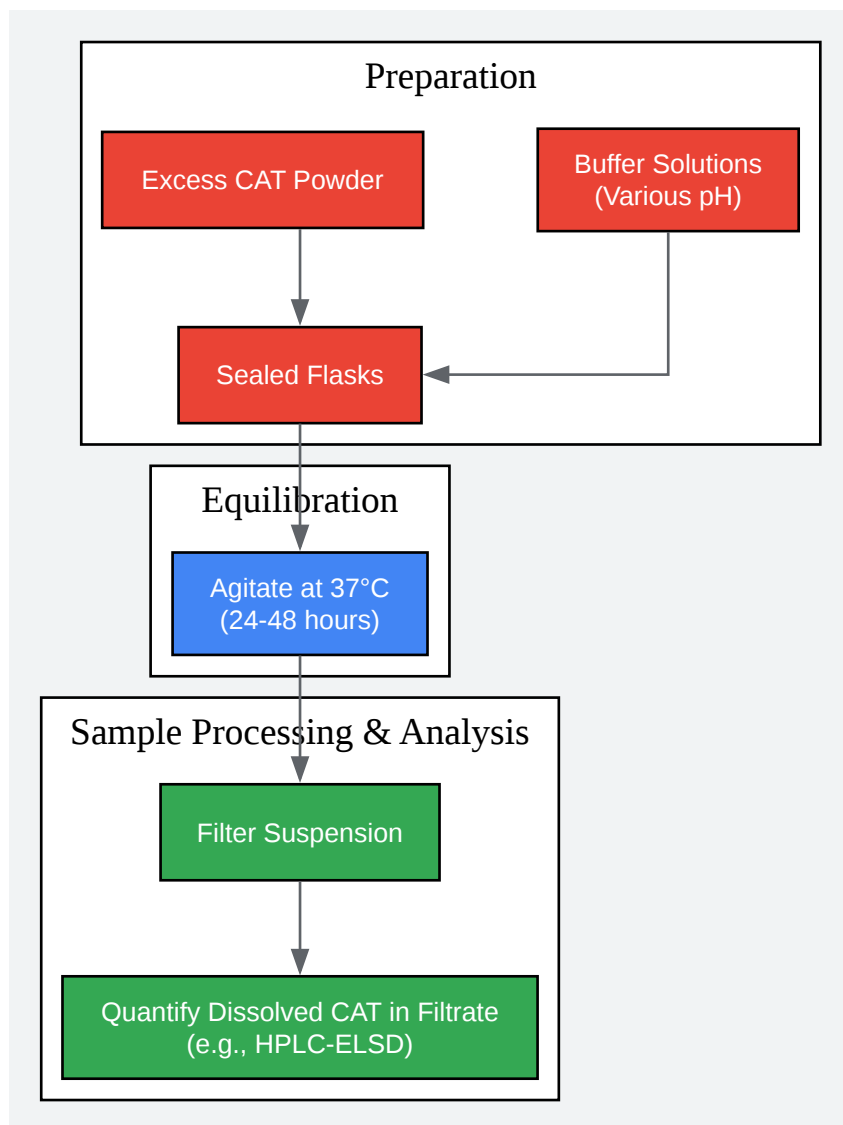 Preparation
Excess CAT Powder
Buffer Solutions
(Various pH)
Sealed Flasks
Equilibration
Agitate at 37°C
(24-48 hours)
Sample Processing & Analysis
Filter Suspension
Quantify Dissolved CAT in Filtrate
(e.g., HPLC-ELSD)